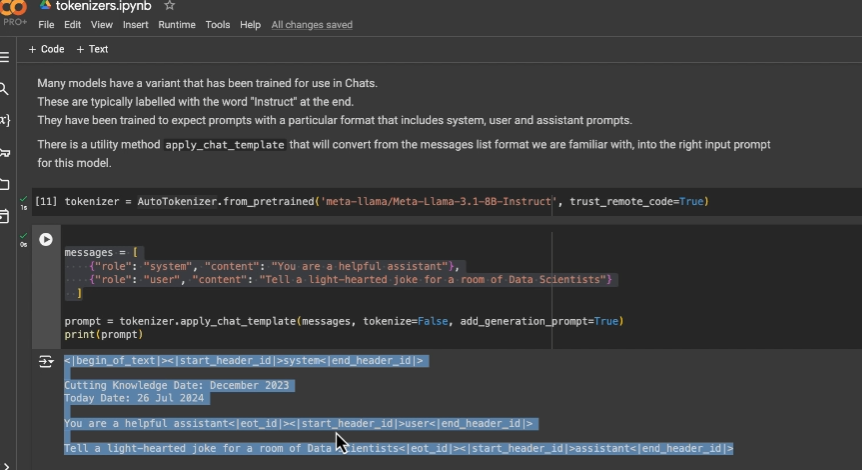 CO
tokenizers.ipynb ☆
PRO+
File Edit View Insert Runtime Tools Help All changes saved
+ Code + Text
Many models have a variant that has been trained for use in Chats.
These are typically labelled with the word "Instruct" at the end.
They have been trained to expect prompts with a particular format that includes system, user and assistant prompts.
There is a utility method apply_chat_template that will convert from the messages list format we are familiar with, into the right input prompt
for this model.
1s
[11] tokenizer = AutoTokenizer.from_pretrained('meta-llama/Meta-Llama-3.1-8B-Instruct', trust_remote_code=True)
0s
messages = [
{"role": "system", "content": "You are a helpful assistant"},
{"role": "user", "content": "Tell a light-hearted joke for a room of Data Scientists"}
]
prompt = tokenizer.apply_chat_template(messages, tokenize=False, add_generation_prompt=True)
print(prompt)
<|begin_of_text|><|start_header_id|>system<|end_header_id|>
Cutting Knowledge Date: December 2023
Today Date: 26 Jul 2024
You are a helpful assistant<|eot_id|><|start_header_id|>user<|end_header_id|>
Tell a light-hearted joke for a room of Data Scientists<|eot_id|><|start_header_id|>assistant<|end_header_id|>